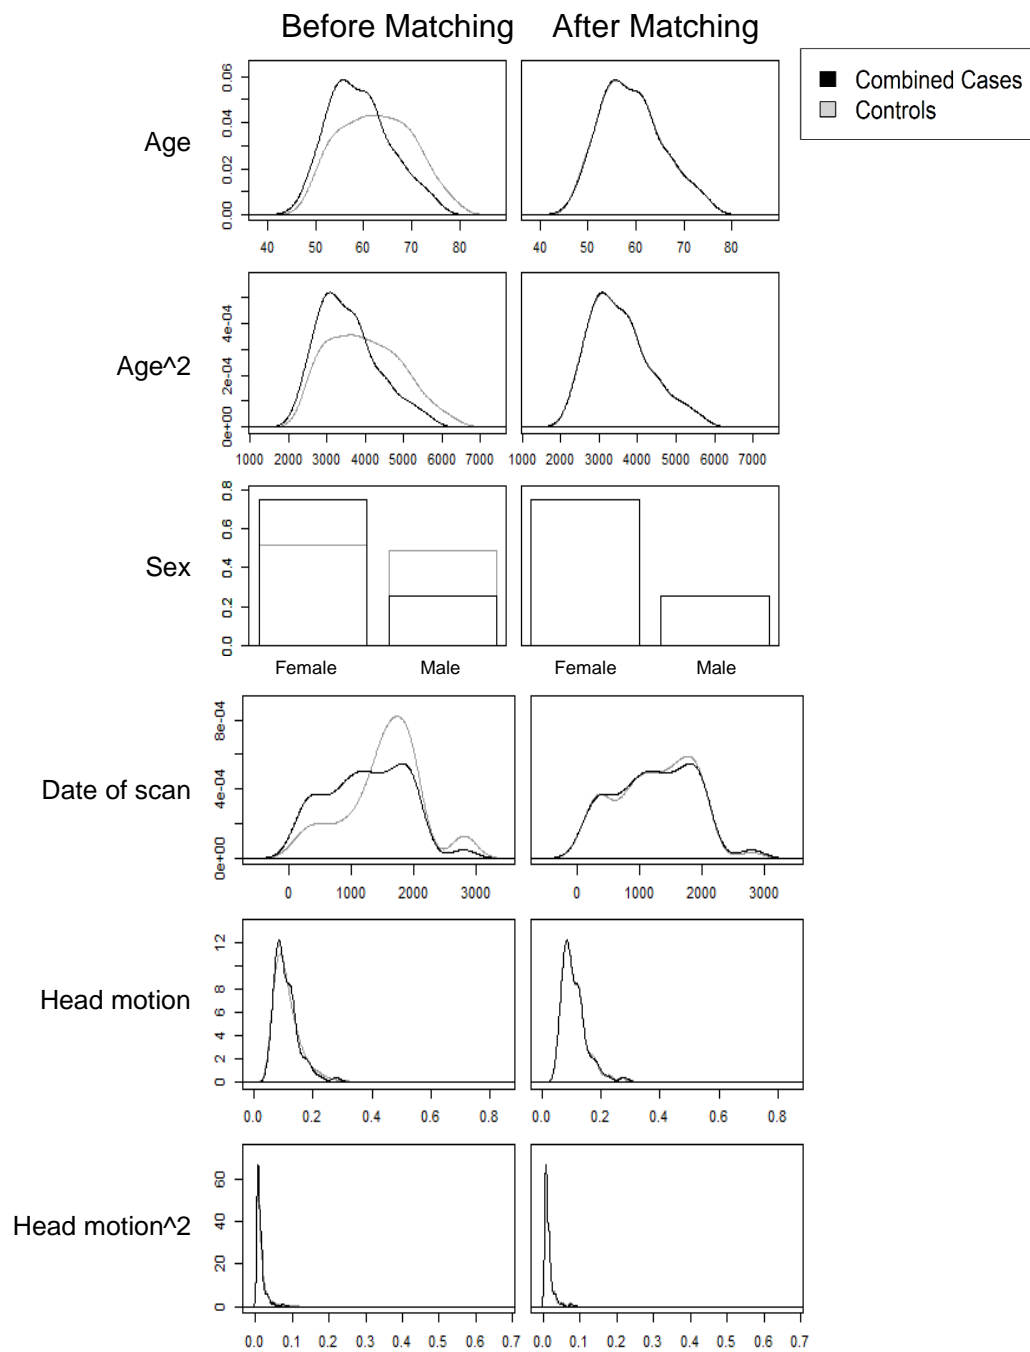 Before Matching After Matching
Combined Cases
Controls
Age
0.00 0.02 0.04 0.06
40 50 60 70 80
40 50 60 70 80
Age^2
0e+00 2e-04 4e-04
1000 2000 3000 4000 5000 6000 7000
1000 2000 3000 4000 5000 6000 7000
Sex
0.0 0.2 0.4 0.6 0.8
Female Male
Female Male
Date of scan
0e+00 4e-04 8e-04
0 1000 2000 3000
0 1000 2000 3000
Head motion
0 2 4 6 8 12
0.0 0.2 0.4 0.6 0.8
0.0 0.2 0.4 0.6 0.8
Head motion^2
0 20 40 60
0.0 0.1 0.2 0.3 0.4 0.5 0.6 0.7
0.0 0.1 0.2 0.3 0.4 0.5 0.6 0.7